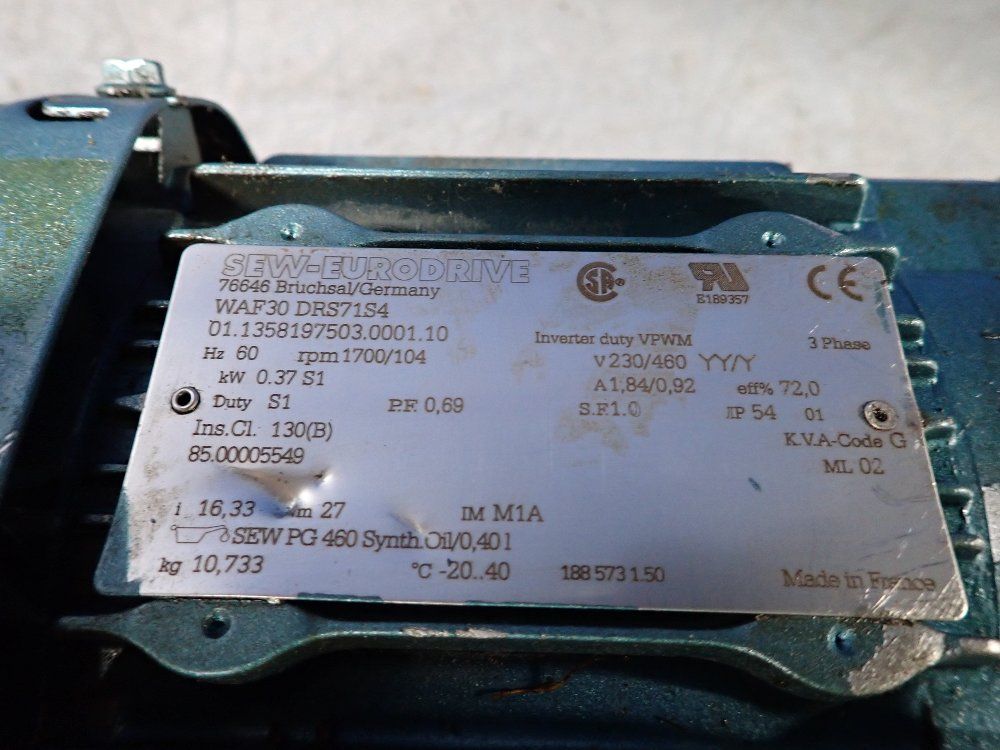 SEW-EURODRIVE
76646 Bruchsal/Germany
CSA
RU
E189357
CE
WAF30 DRS71S4
01.1358197503.0001.10
Inverter duty VPWM 3 Phase
Hz 60 rpm 1700/104 V 230/460 YY/Y
kW 0.37 S1 A 1,84/0,92 eff% 72,0
Duty S1 P.F. 0,69 S.F.1.0 IP 54 01
Ins.Cl. 130(B) K.V.A-Code G
85.00005549 ML 02
i 16,33 Nm 27 IM M1A
SEW PG 460 Synth.Oil/0,40 l
kg 10,733 °C -20..40 188 573 1.50 Made in France